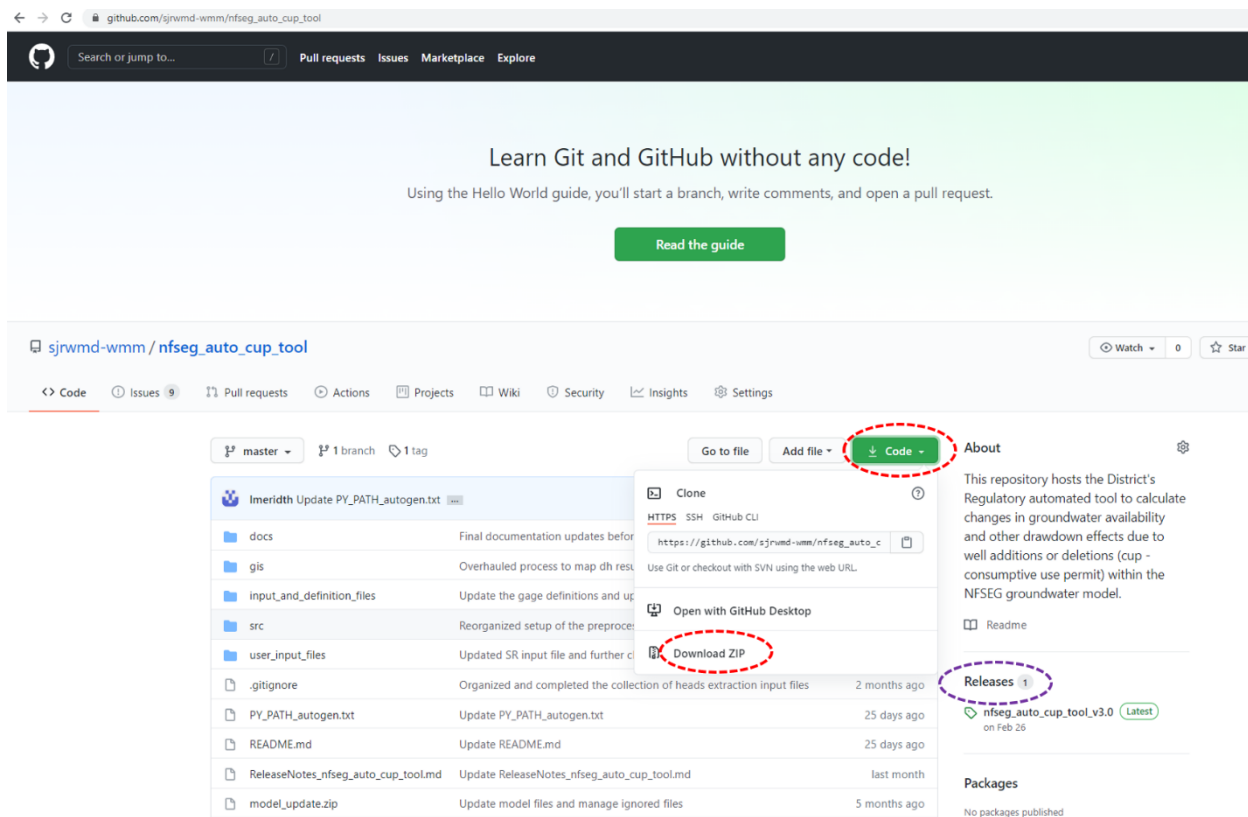 github.com/sjrwmd-wmm/nfseg_auto_cup_tool
Search or jump to...
/
Pull requests Issues Marketplace Explore
Learn Git and GitHub without any code!
Using the Hello World guide, you'll start a branch, write comments, and open a pull request.
Read the guide
sjrwmd-wmm / nfseg_auto_cup_tool
Watch 0 Star
<> Code Issues 9 Pull requests Actions Projects Wiki Security Insights Settings
master 1 branch 1 tag
Go to file Add file Code
lmeridth Update PY_PATH_autogen.txt ...
docs Final documentation updates befor
gis Overhauled process to map dh resu
input_and_definition_files Update the gage definitions and up
src Reorganized setup of the preproce
user_input_files Updated SR input file and further c
.gitignore Organized and completed the collection of heads extraction input files 2 months ago
PY_PATH_autogen.txt Update PY_PATH_autogen.txt 25 days ago
README.md Update README.md 25 days ago
ReleaseNotes_nfseg_auto_cup_tool.md Update ReleaseNotes_nfseg_auto_cup_tool.md last month
model_update.zip Update model files and manage ignored files 5 months ago
Clone
?
HTTPS SSH GitHub CLI
https://github.com/sjrwmd-wmm/nfseg_auto_c
Use Git or checkout with SVN using the web URL.
Open with GitHub Desktop
Download ZIP
About
This repository hosts the District's
Regulatory automated tool to calculate
changes in groundwater availability
and other drawdown effects due to
well additions or deletions (cup -
consumptive use permit) within the
NFSEG groundwater model.
Readme
Releases 1
nfseg_auto_cup_tool_v3.0 Latest
on Feb 26
Packages
No packages published